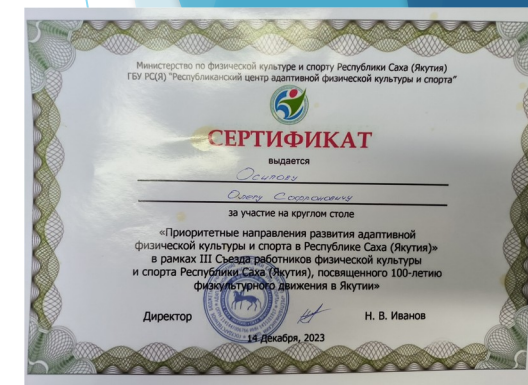 Министерство по физической культуре и спорту Республики Саха (Якутия)
ГБУ РС(Я) "Республиканский центр адаптивной физической культуры и спорта"
СЕРТИФИКАТ
выдается
Осипову
Олегу
за участие на круглом столе
«Приоритетные направления развития адаптивной
физической культуры и спорта в Республике Саха (Якутия)»
в рамках III Съезда работников физической культуры
и спорта Республики Саха (Якутия), посвященного 100-летию
физкультурного движения в Якутии»
Директор Н. В. Иванов
14 Декабря, 2023